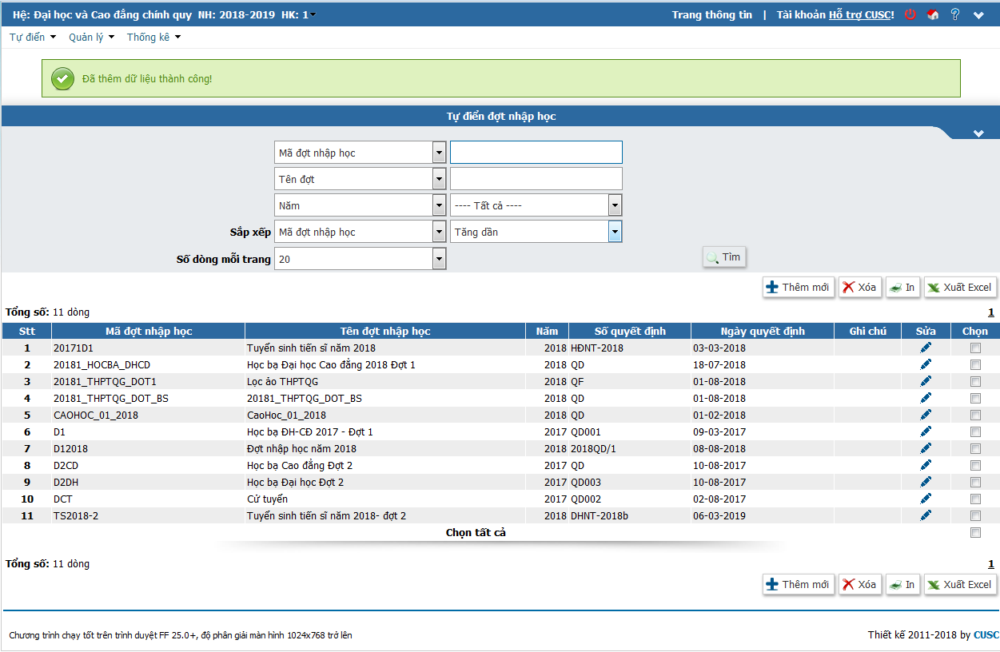 Hệ: Đại học và Cao đẳng chính quy NH: 2018-2019 HK: 1 Trang thông tin | Tài khoản Hỗ trợ CUSC!
Tự điển Quản lý Thống kê
Đã thêm dữ liệu thành công!
Tự điển đợt nhập học
Mã đợt nhập học
Tên đợt
Năm ---- Tất cả ----
Sắp xếp Mã đợt nhập học Tăng dần
Số dòng mỗi trang 20 Tìm
Thêm mới Xóa In Xuất Excel
Tổng số: 11 dòng 1
Stt Mã đợt nhập học Tên đợt nhập học Năm Số quyết định Ngày quyết định Ghi chú Sửa Chọn
1 20171D1 Tuyển sinh tiến sĩ năm 2018 2018 HĐNT-2018 03-03-2018
2 20181_HOCBA_DHCD Học bạ Đại học Cao đẳng 2018 Đợt 1 2018 QD 18-07-2018
3 20181_THPTQG_DOT1 Lọc ảo THPTQG 2018 QF 01-08-2018
4 20181_THPTQG_DOT_BS 20181_THPTQG_DOT_BS 2018 QD 01-08-2018
5 CAOHOC_01_2018 CaoHoc_01_2018 2018 QD 01-02-2018
6 D1 Học bạ ĐH-CĐ 2017 - Đợt 1 2017 QD001 09-03-2017
7 D12018 Đợt nhập học năm 2018 2018 2018QD/1 08-08-2018
8 D2CD Học bạ Cao đẳng Đợt 2 2017 QD 10-08-2017
9 D2DH Học bạ Đại học Đợt 2 2017 QD003 10-08-2017
10 DCT Cử tuyển 2017 QD002 02-08-2017
11 TS2018-2 Tuyển sinh tiến sĩ năm 2018- đợt 2 2018 DHNT-2018b 06-03-2019
Chọn tất cả
Tổng số: 11 dòng 1
Thêm mới Xóa In Xuất Excel
Chương trình chạy tốt trên trình duyệt FF 25.0+, độ phân giải màn hình 1024x768 trở lên Thiết kế 2011-2018 by CUSC